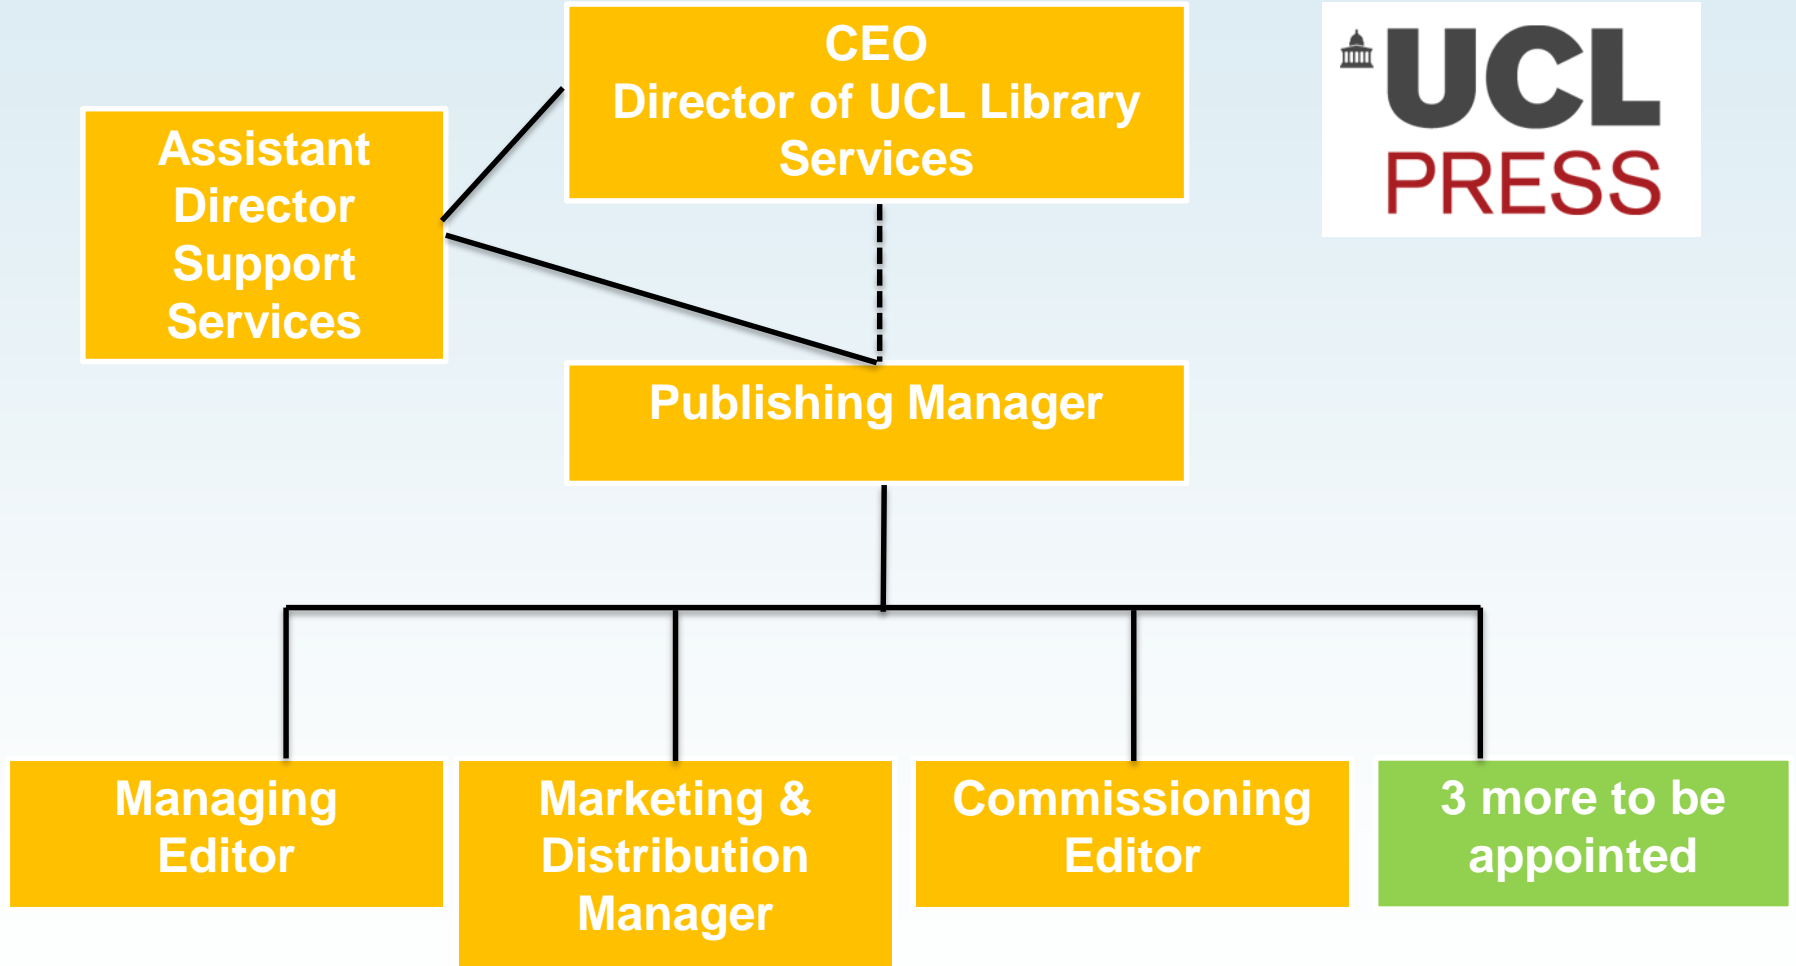 CEO
Director of UCL Library
Services
UCL
PRESS
Assistant
Director
Support
Services
Publishing Manager
Managing
Editor
Marketing &
Distribution
Manager
Commissioning
Editor
3 more to be
appointed